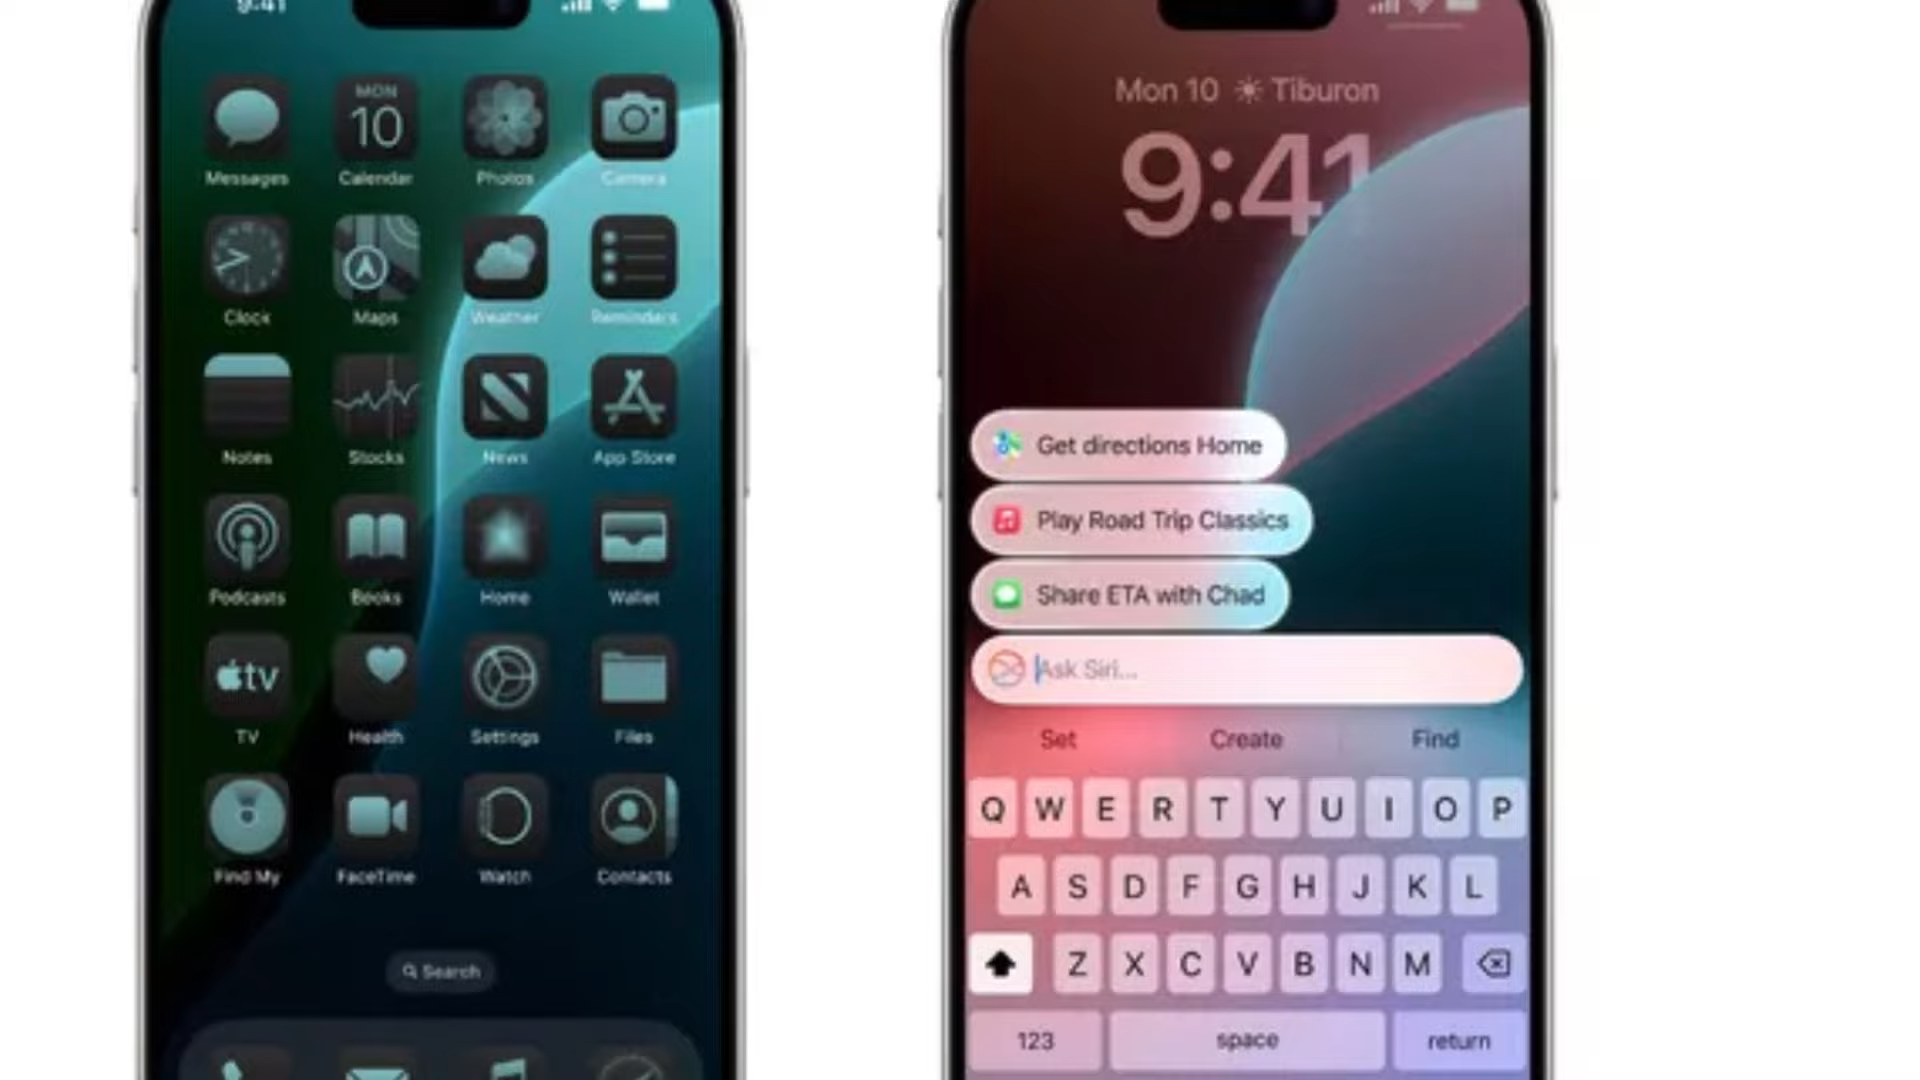 9:41
MON
10
Messages
Calendar
Photos
Camera
Clock
Maps
Weather
Reminders
Notes
Stocks
News
App Store
Podcasts
Books
Home
Wallet
tv
TV
Health
Settings
Files
Find My
FaceTime
Watch
Contacts
Search
Mon 10 Tiburon
9:41
Get directions Home
Play Road Trip Classics
Share ETA with Chad
Ask Siri...
Set Create Find
Q W E R T Y U I O P
A S D F G H J K L
Z X C V B N M
123 space return